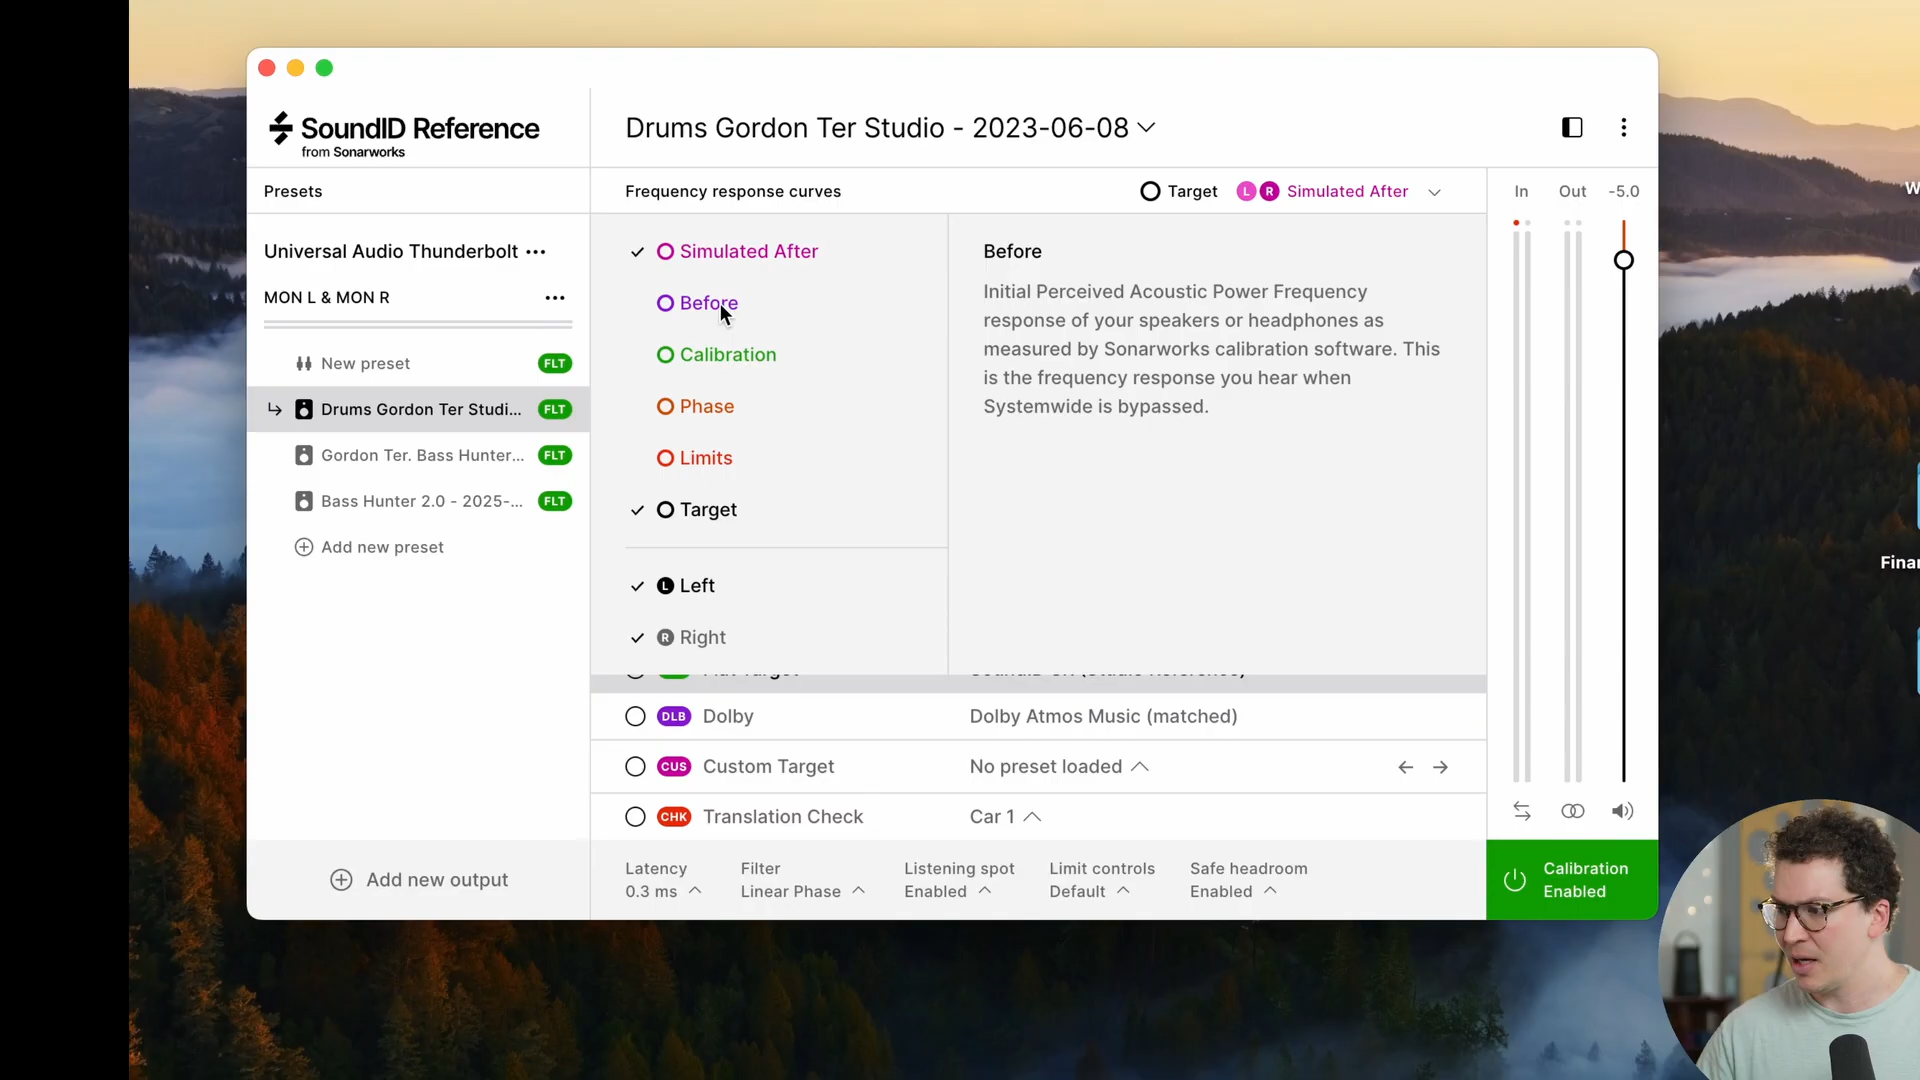 SoundID Reference
from Sonarworks
Drums Gordon Ter Studio - 2023-06-08
Presets
Frequency response curves
Target
L R Simulated After
In
Out
-5.0
Universal Audio Thunderbolt
MON L & MON R
New preset FLT
Drums Gordon Ter Studi... FLT
Gordon Ter. Bass Hunter... FLT
Bass Hunter 2.0 - 2025-... FLT
Add new preset
Add new output
Simulated After
Before
Calibration
Phase
Limits
Target
L Left
R Right
Before
Initial Perceived Acoustic Power Frequency
response of your speakers or headphones as
measured by Sonarworks calibration software. This
is the frequency response you hear when
Systemwide is bypassed.
DLB Dolby
Dolby Atmos Music (matched)
CUS Custom Target
No preset loaded
CHK Translation Check
Car 1
Latency
0.3 ms
Filter
Linear Phase
Listening spot
Enabled
Limit controls
Default
Safe headroom
Enabled
Calibration
Enabled